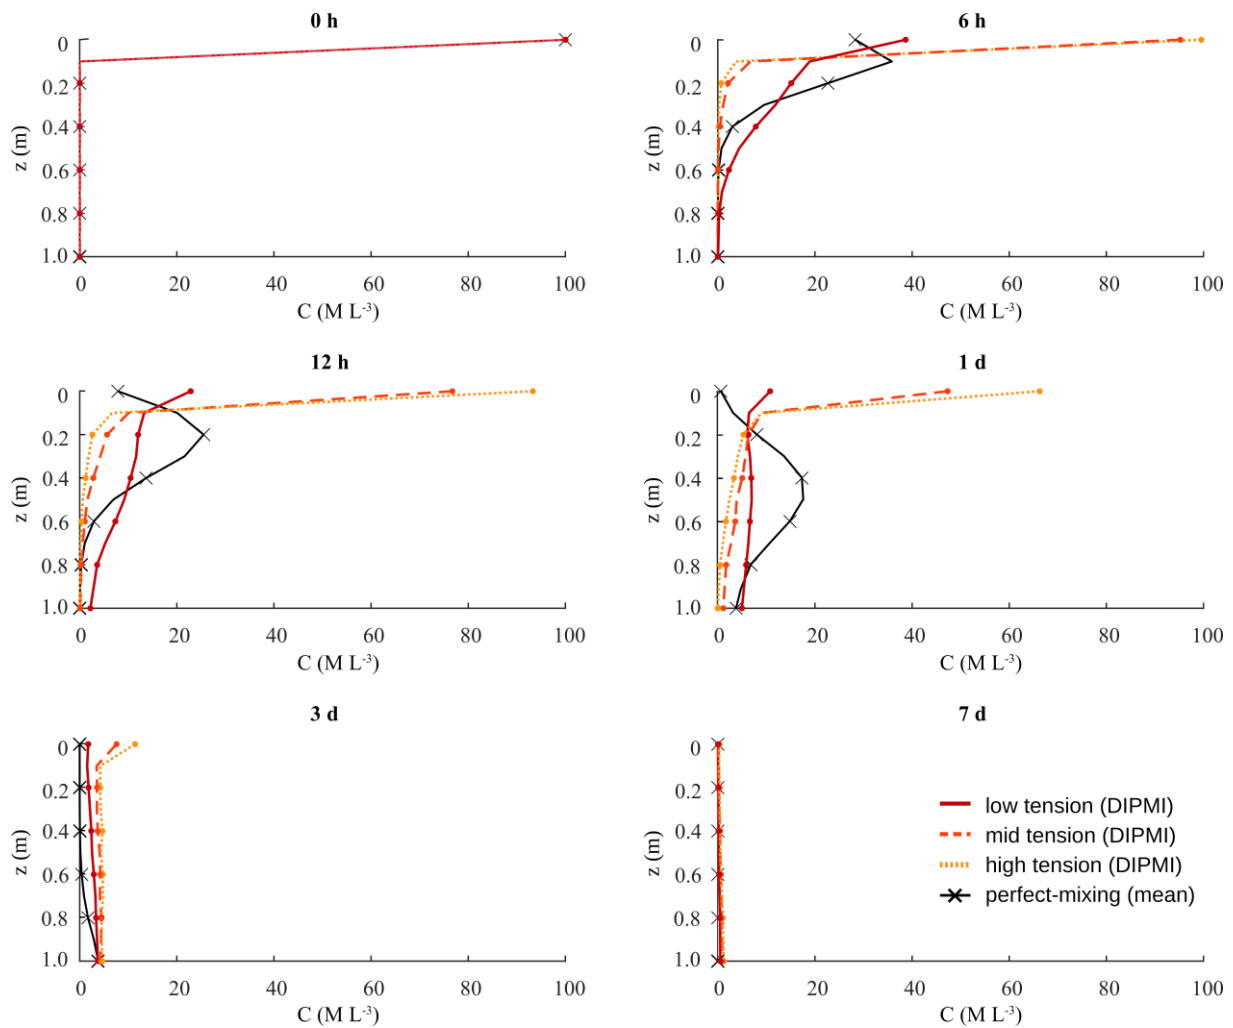 0 h
0
0.2
0.4
0.6
0.8
1.0
z (m)
0 20 40 60 80 100
C (M L⁻³)
6 h
0
0.2
0.4
0.6
0.8
1.0
z (m)
0 20 40 60 80 100
C (M L⁻³)
12 h
0
0.2
0.4
0.6
0.8
1.0
z (m)
0 20 40 60 80 100
C (M L⁻³)
1 d
0
0.2
0.4
0.6
0.8
1.0
z (m)
0 20 40 60 80 100
C (M L⁻³)
3 d
0
0.2
0.4
0.6
0.8
1.0
z (m)
0 20 40 60 80 100
C (M L⁻³)
7 d
0
0.2
0.4
0.6
0.8
1.0
z (m)
0 20 40 60 80 100
C (M L⁻³)
low tension (DIPMI)
mid tension (DIPMI)
high tension (DIPMI)
perfect-mixing (mean)